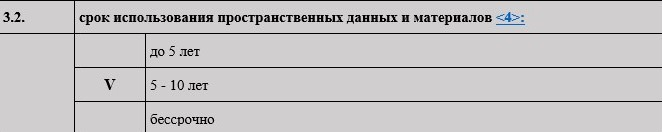 3.2. срок использования пространственных данных и материалов <4>:
до 5 лет
V 5 - 10 лет
бессрочно